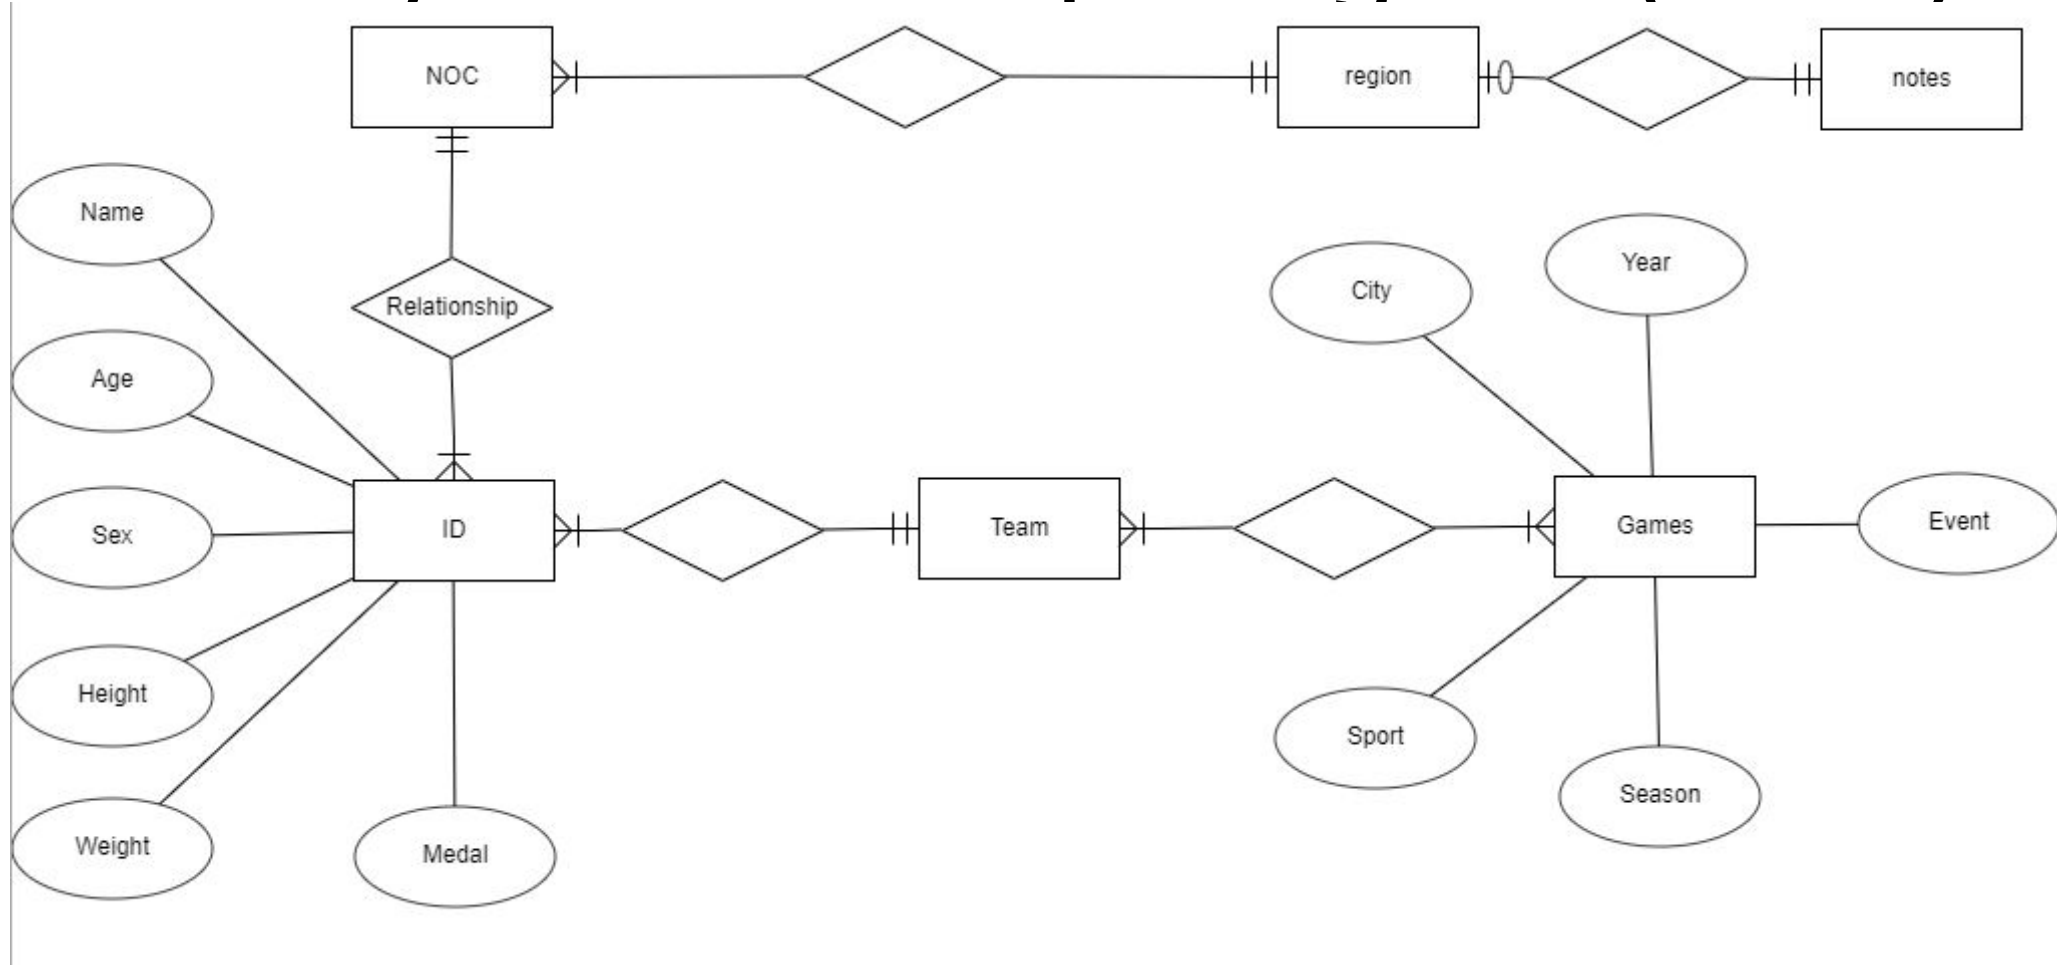 NOC
region
notes
Name
Relationship
City
Year
Age
Sex
ID
Team
Games
Event
Height
Sport
Season
Weight
Medal